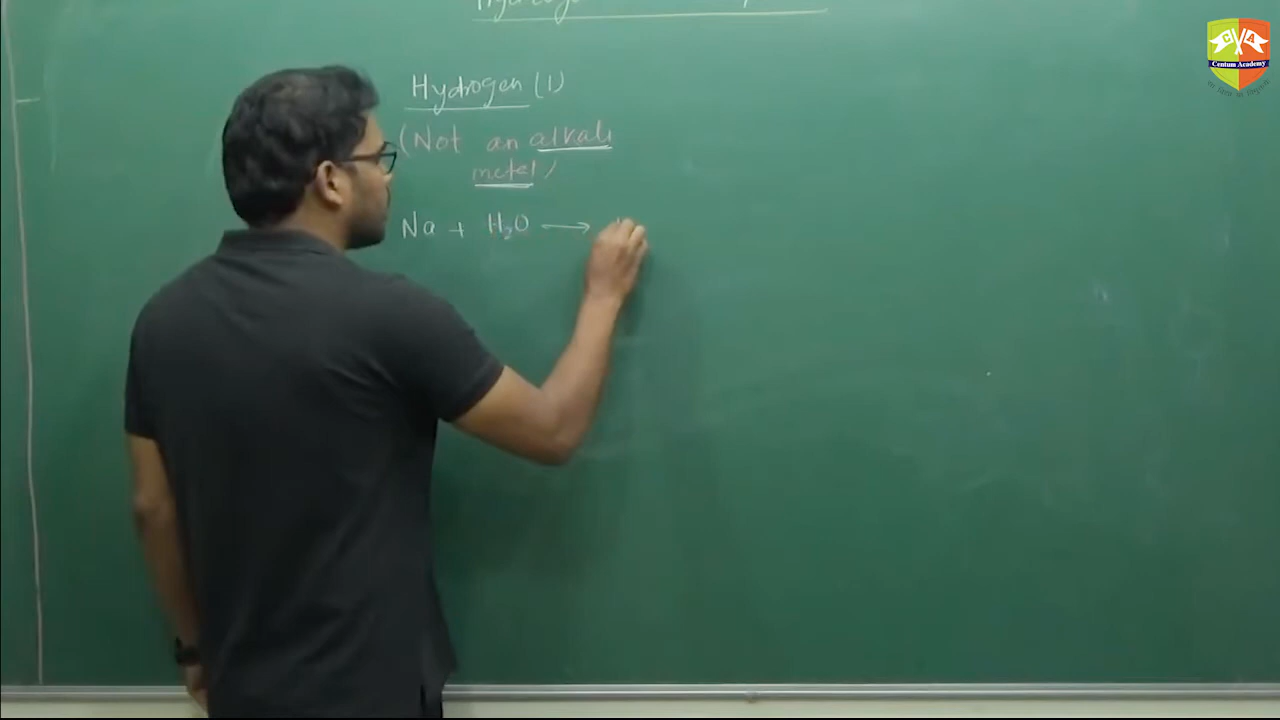 Hydrogen (1)
(Not an alkali
metal)
Na + H₂O ⟶
C A
Centum Academy